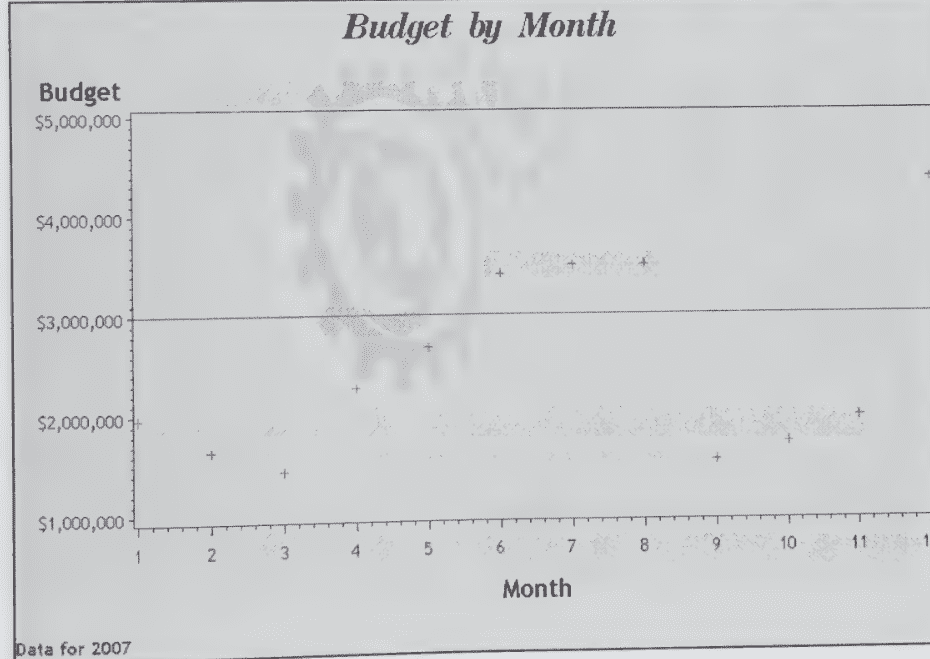 Budget by Month
Budget
$5,000,000
$4,000,000
$3,000,000
$2,000,000
$1,000,000
1 2 3 4 5 6 7 8 9 10 11 1
Month
Data for 2007